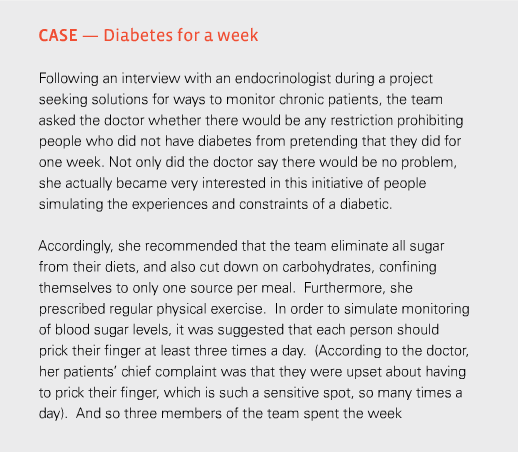 CASE — Diabetes for a week
Following an interview with an endocrinologist during a project
seeking solutions for ways to monitor chronic patients, the team
asked the doctor whether there would be any restriction prohibiting
people who did not have diabetes from pretending that they did for
one week. Not only did the doctor say there would be no problem,
she actually became very interested in this initiative of people
simulating the experiences and constraints of a diabetic.
Accordingly, she recommended that the team eliminate all sugar
from their diets, and also cut down on carbohydrates, confining
themselves to only one source per meal.  Furthermore, she
prescribed regular physical exercise.  In order to simulate monitoring
of blood sugar levels, it was suggested that each person should
prick their finger at least three times a day.  (According to the doctor,
her patients’ chief complaint was that they were upset about having
to prick their finger, which is such a sensitive spot, so many times a
day).  And so three members of the team spent the week